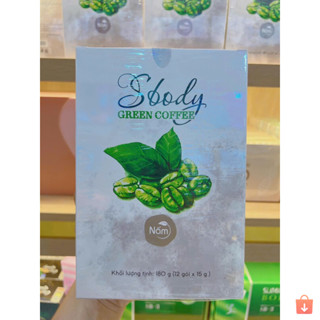 Sbody
GREEN COFFEE
Nấm
Khối lượng tịnh: 180 g (12 gói x 15 g)